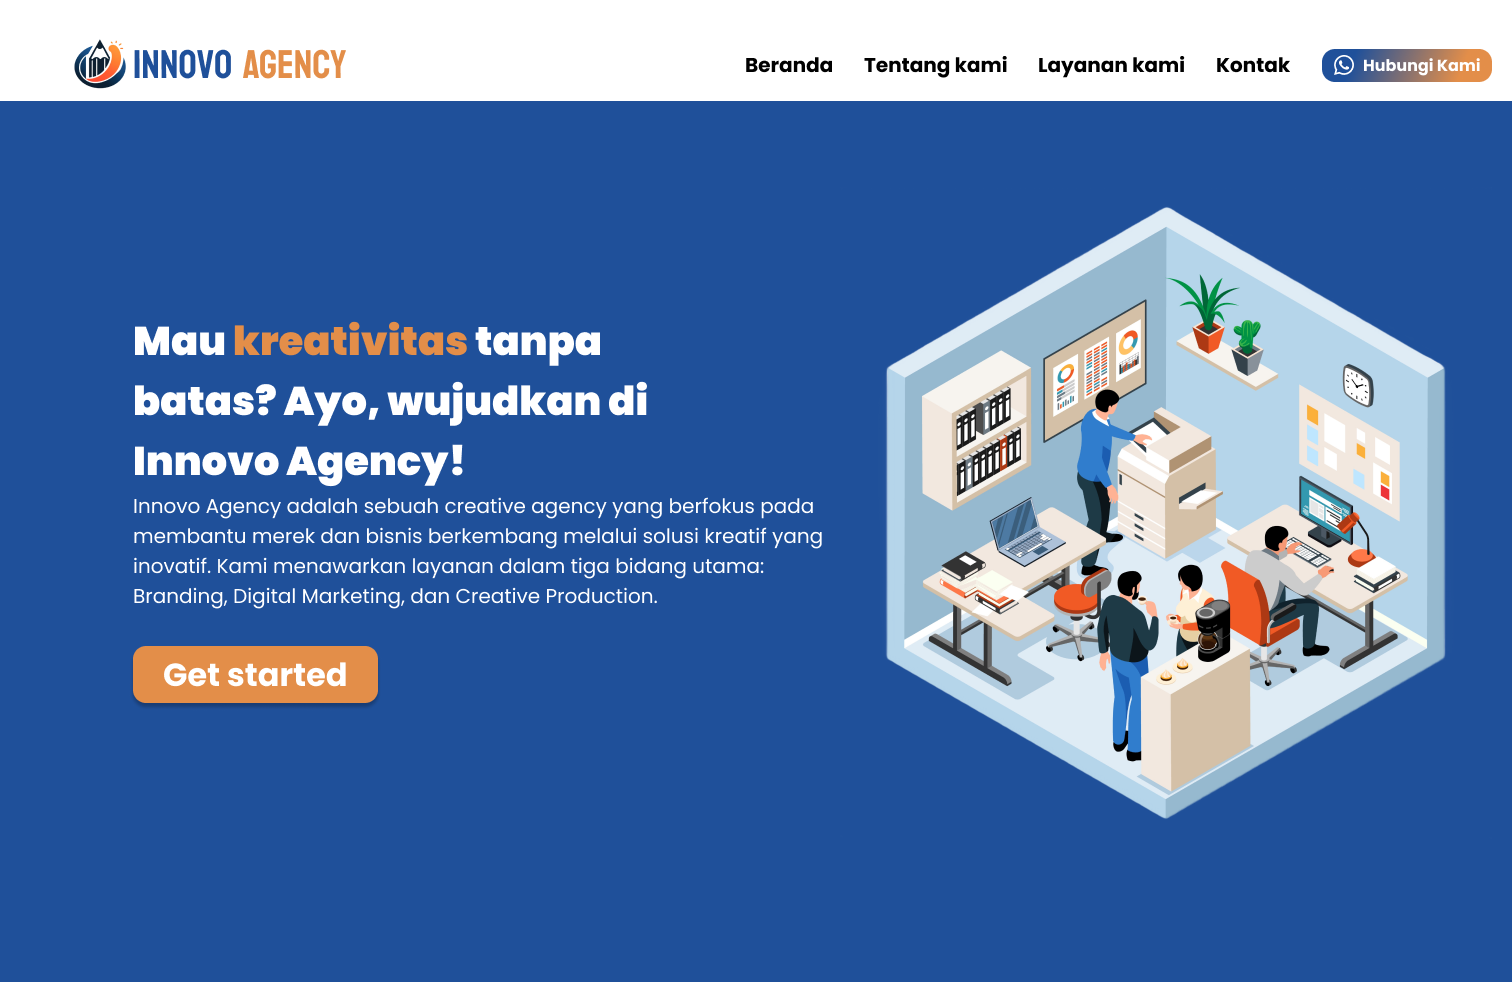 INNOVO AGENCY
Beranda
Tentang kami
Layanan kami
Kontak
Hubungi Kami
Mau kreativitas tanpa
batas? Ayo, wujudkan di
Innovo Agency!
Innovo Agency adalah sebuah creative agency yang berfokus pada
membantu merek dan bisnis berkembang melalui solusi kreatif yang
inovatif. Kami menawarkan layanan dalam tiga bidang utama:
Branding, Digital Marketing, dan Creative Production.
Get started